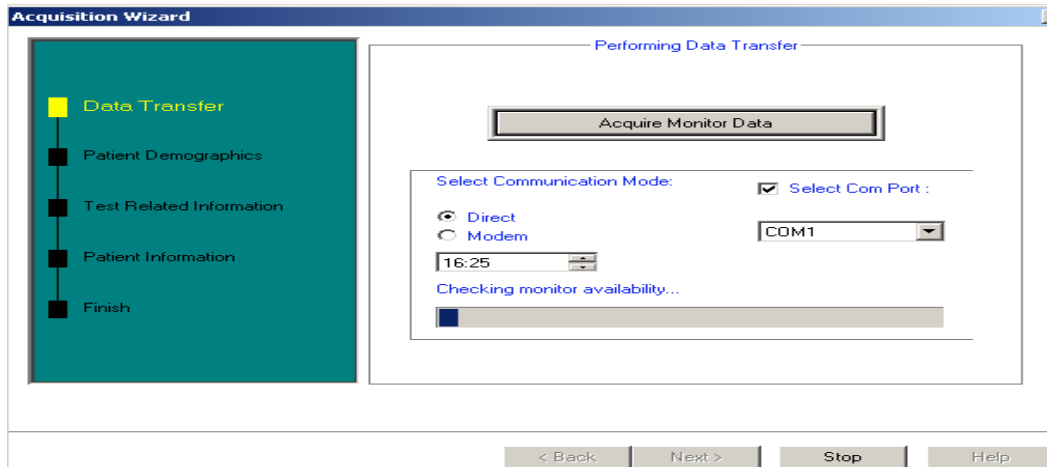 Acquisition Wizard
Data Transfer
Patient Demographics
Test Related Information
Patient Information
Finish
Performing Data Transfer
Acquire Monitor Data
Select Communication Mode:
Direct
Modem
16:25
Select Com Port :
COM1
Checking monitor availability...
< Back
Next >
Stop
Help